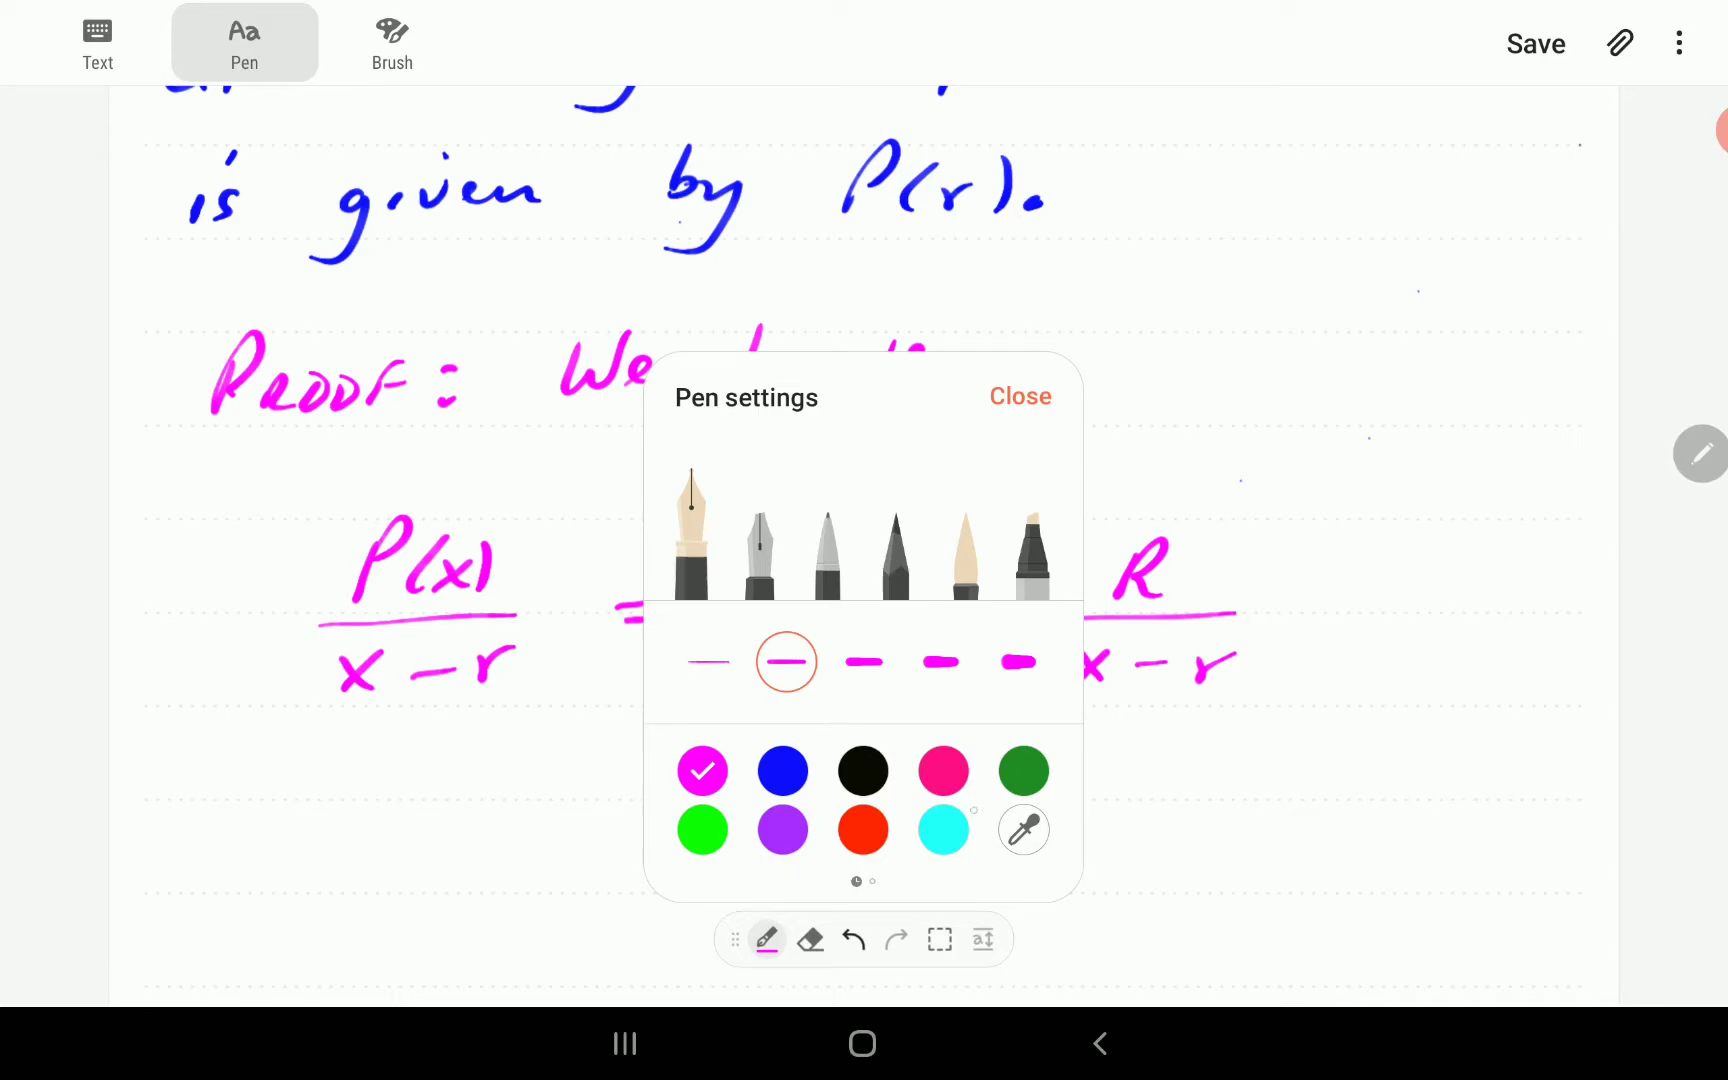 Text
Pen
Brush
Save
is given by P(r).
PROOF: We
Pen settings
Close
P(x)
=
R
x - r
x - r